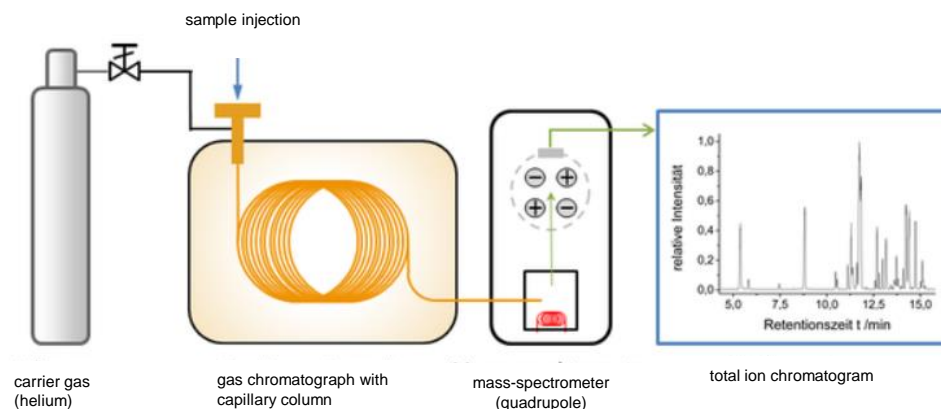 sample injection
1,0
0,8
0,6
0,4
0,2
0,0
relative Intensität
5,0 7,5 10,0 12,5 15,0
Retentionszeit t /min
carrier gas
(helium)
gas chromatograph with
capillary column
mass-spectrometer
(quadrupole)
total ion chromatogram